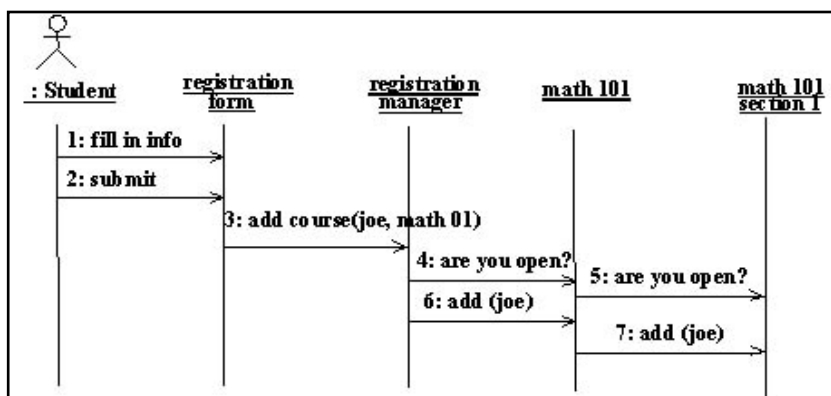 : Student
registration
form
registration
manager
math 101
math 101
section 1
1: fill in info
2: submit
3: add course(joe, math 01)
4: are you open?
5: are you open?
6: add (joe)
7: add (joe)